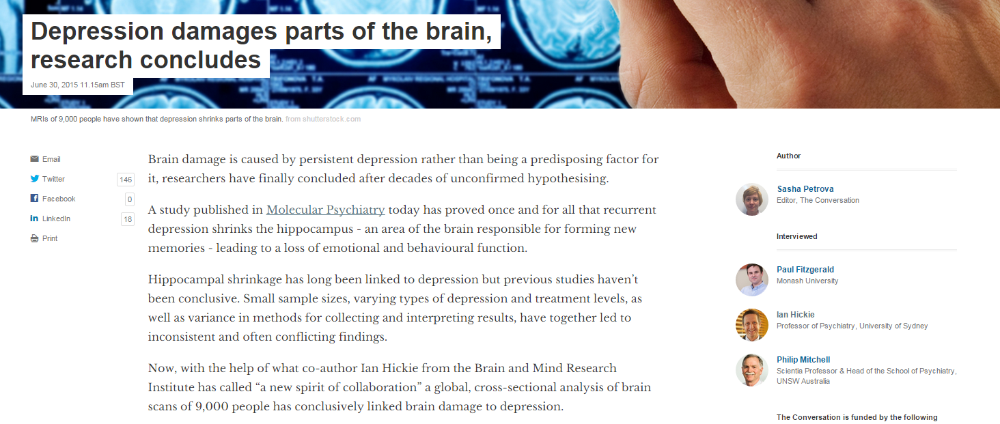 Depression damages parts of the brain,
research concludes
June 30, 2015 11.15am BST
MRIs of 9,000 people have shown that depression shrinks parts of the brain. from shutterstock.com
Email
Twitter 146
Facebook 0
LinkedIn 18
Print
Brain damage is caused by persistent depression rather than being a predisposing factor for
it, researchers have finally concluded after decades of unconfirmed hypothesising.
A study published in Molecular Psychiatry today has proved once and for all that recurrent
depression shrinks the hippocampus - an area of the brain responsible for forming new
memories - leading to a loss of emotional and behavioural function.
Hippocampal shrinkage has long been linked to depression but previous studies haven’t
been conclusive. Small sample sizes, varying types of depression and treatment levels, as
well as variance in methods for collecting and interpreting results, have together led to
inconsistent and often conflicting findings.
Now, with the help of what co-author Ian Hickie from the Brain and Mind Research
Institute has called “a new spirit of collaboration” a global, cross-sectional analysis of brain
scans of 9,000 people has conclusively linked brain damage to depression.
Author
Sasha Petrova
Editor, The Conversation
Interviewed
Paul Fitzgerald
Monash University
Ian Hickie
Professor of Psychiatry, University of Sydney
Philip Mitchell
Scientia Professor & Head of the School of Psychiatry,
UNSW Australia
The Conversation is funded by the following